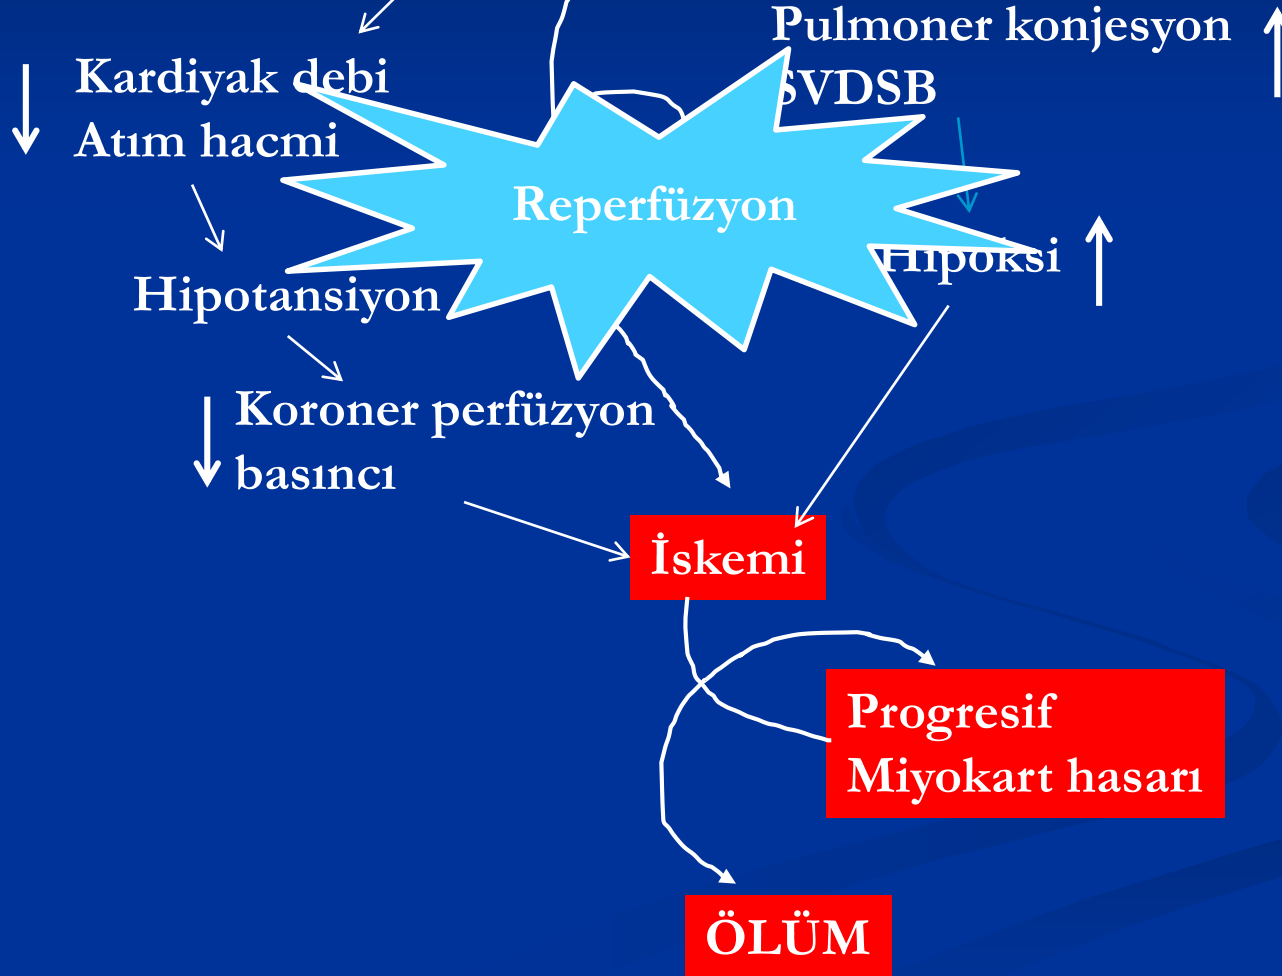 Pulmoner konjesyon
SVDSB
Kardiyak debi
Atım hacmi
Reperfüzyon
Hipoksi
Hipotansiyon
Koroner perfüzyon
basıncı
İskemi
Progresif
Miyokart hasarı
ÖLÜM